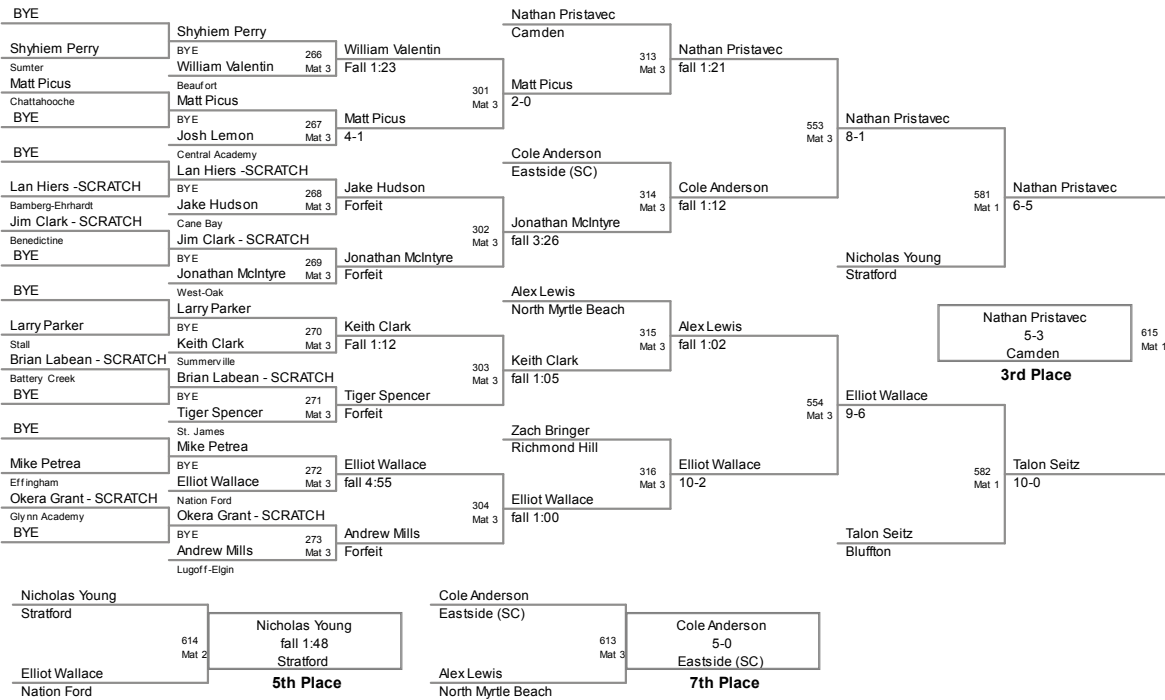 BYE
Shyhiem Perry
Sumter
Matt Picus
Chattahooche
BYE
BYE
Lan Hiers -SCRATCH
Bamberg-Ehrhardt
Jim Clark - SCRATCH
Benedictine
BYE
BYE
Larry Parker
Stall
Brian Labean - SCRATCH
Battery Creek
BYE
BYE
Mike Petrea
Effingham
Okera Grant - SCRATCH
Glynn Academy
BYE
Shyhiem Perry
BYE
266
William Valentin
Mat 3
Beaufort
Matt Picus
BYE
267
Josh Lemon
Mat 3
Central Academy
Lan Hiers -SCRATCH
BYE
268
Jake Hudson
Mat 3
Cane Bay
Jim Clark - SCRATCH
BYE
269
Jonathan McIntyre
Mat 3
West-Oak
Larry Parker
BYE
270
Keith Clark
Mat 3
Summerville
Brian Labean - SCRATCH
BYE
271
Tiger Spencer
Mat 3
St. James
Mike Petrea
BYE
272
Elliot Wallace
Mat 3
Nation Ford
Okera Grant - SCRATCH
BYE
273
Andrew Mills
Mat 3
Lugoff-Elgin
William Valentin
Fall 1:23
301
Mat 3
Matt Picus
4-1
Jake Hudson
Forfeit
302
Mat 3
Jonathan McIntyre
Forfeit
Keith Clark
Fall 1:12
303
Mat 3
Tiger Spencer
Forfeit
Elliot Wallace
fall 4:55
304
Mat 3
Andrew Mills
Forfeit
Nathan Pristavec
Camden
313
Mat 3
Matt Picus
2-0
Cole Anderson
Eastside (SC)
314
Mat 3
Jonathan McIntyre
fall 3:26
Alex Lewis
North Myrtle Beach
315
Mat 3
Keith Clark
fall 1:05
Zach Bringer
Richmond Hill
316
Mat 3
Elliot Wallace
fall 1:00
Nathan Pristavec
fall 1:21
553
Mat 3
Cole Anderson
fall 1:12
Alex Lewis
fall 1:02
554
Mat 3
Elliot Wallace
10-2
Nathan Pristavec
8-1
581
Mat 1
Nicholas Young
Stratford
Elliot Wallace
9-6
582
Mat 1
Talon Seitz
Bluffton
Nathan Pristavec
6-5
Talon Seitz
10-0
Nathan Pristavec
5-3
Camden
615
Mat 1
3rd Place
Nicholas Young
Stratford
614
Mat 2
Elliot Wallace
Nation Ford
Nicholas Young
fall 1:48
Stratford
5th Place
Cole Anderson
Eastside (SC)
613
Mat 3
Alex Lewis
North Myrtle Beach
Cole Anderson
5-0
Eastside (SC)
7th Place